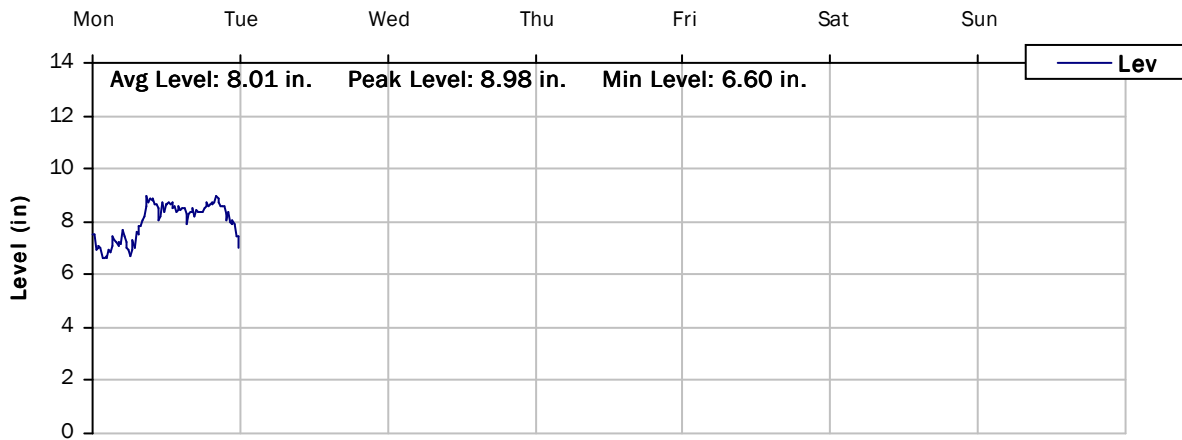 Mon Tue Wed Thu Fri Sat Sun
14
Avg Level: 8.01 in. Peak Level: 8.98 in. Min Level: 6.60 in.
Lev
12
10
8
6
4
2
0
Level (in)